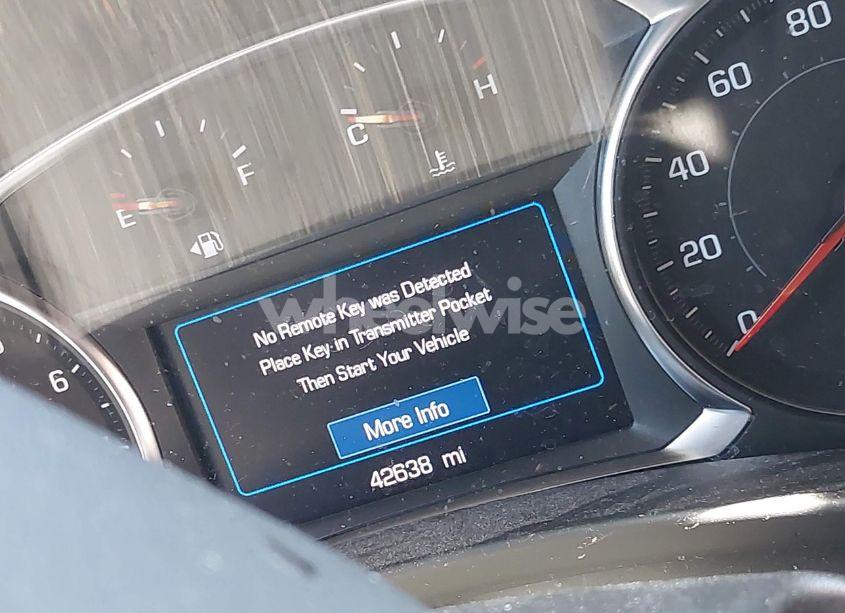 80
60
40
20
0
C
H
E
F
6
No Remote Key was Detected
Place Key in Transmitter Pocket
Then Start Your Vehicle
More Info
42638 mi
wheelwise